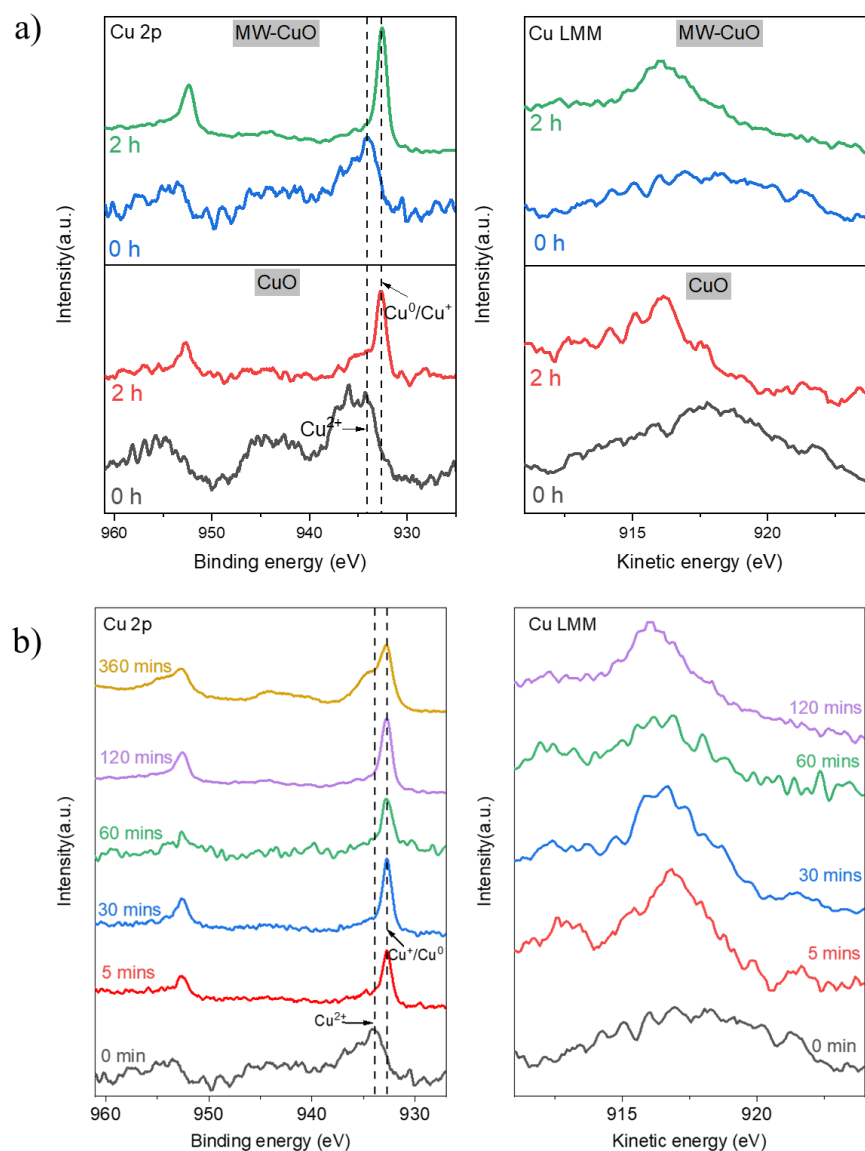 a)
Cu 2p
MW-CuO
2 h
0 h
CuO
Cu⁰/Cu⁺
2 h
Cu²⁺
0 h
960
950
940
930
Binding energy (eV)
Intensity(a.u.)
Cu LMM
MW-CuO
2 h
0 h
CuO
2 h
0 h
915
920
Kinetic energy (eV)
Intensity(a.u.)
b)
Cu 2p
360 mins
120 mins
60 mins
30 mins
Cu⁺/Cu⁰
5 mins
Cu²⁺
0 min
960
950
940
930
Binding energy (eV)
Intensity(a.u.)
Cu LMM
120 mins
60 mins
30 mins
5 mins
0 min
915
920
Kinetic energy (eV)
Intensity(a.u.)